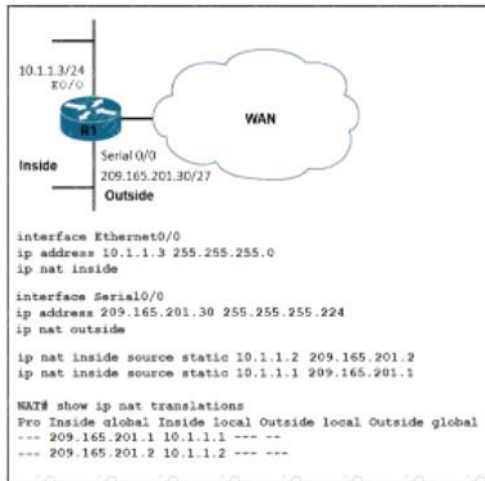 10.1.1.3/24
E0/0
R1
WAN
Serial 0/0
Inside
209.165.201.30/27
Outside
interface Ethernet0/0
ip address 10.1.1.3 255.255.255.0
ip nat inside
interface Serial0/0
ip address 209.165.201.30 255.255.255.224
ip nat outside
ip nat inside source static 10.1.1.2 209.165.201.2
ip nat inside source static 10.1.1.1 209.165.201.1
NAT# show ip nat translations
Pro Inside global Inside local Outside local Outside global
--- 209.165.201.1 10.1.1.1 --- --
--- 209.165.201.2 10.1.1.2 --- ---